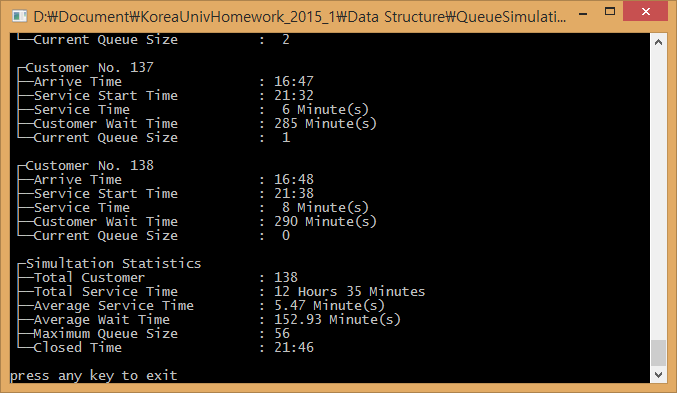 D:\Document\KoreaUnivHomework_2015_1\Data Structure\QueueSimulati...
└─Current Queue Size : 2
┌Customer No. 137
├─Arrive Time : 16:47
├─Service Start Time : 21:32
├─Service Time : 6 Minute(s)
├─Customer Wait Time : 285 Minute(s)
└─Current Queue Size : 1
┌Customer No. 138
├─Arrive Time : 16:48
├─Service Start Time : 21:38
├─Service Time : 8 Minute(s)
├─Customer Wait Time : 290 Minute(s)
└─Current Queue Size : 0
┌Simultation Statistics
├─Total Customer : 138
├─Total Service Time : 12 Hours 35 Minutes
├─Average Service Time : 5.47 Minute(s)
├─Average Wait Time : 152.93 Minute(s)
├─Maximum Queue Size : 56
└─Closed Time : 21:46
press any key to exit